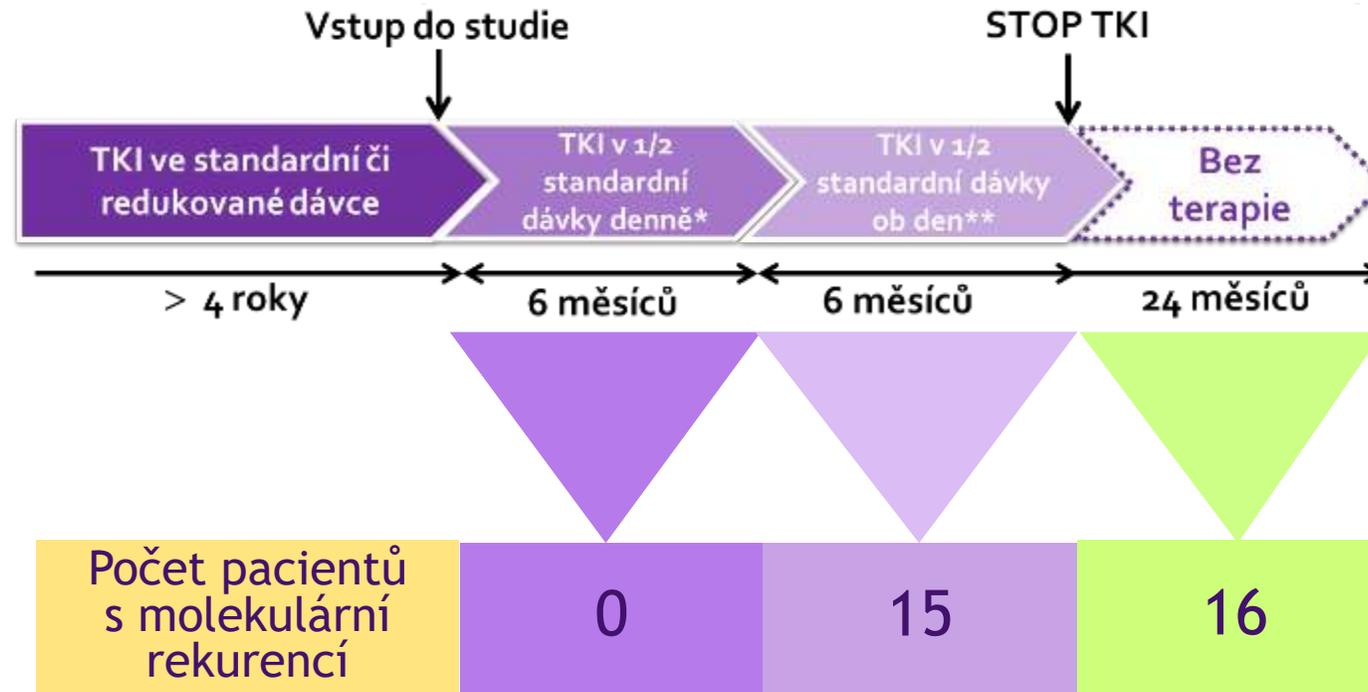 Vstup do studie
STOP TKI
TKI ve standardní či
redukované dávce
TKI v 1/2
standardní
dávky denně*
TKI v 1/2
standardní dávky
ob den**
Bez
terapie
> 4 roky
6 měsíců
6 měsíců
24 měsíců
Počet pacientů
s molekulární
rekurencí
0
15
16